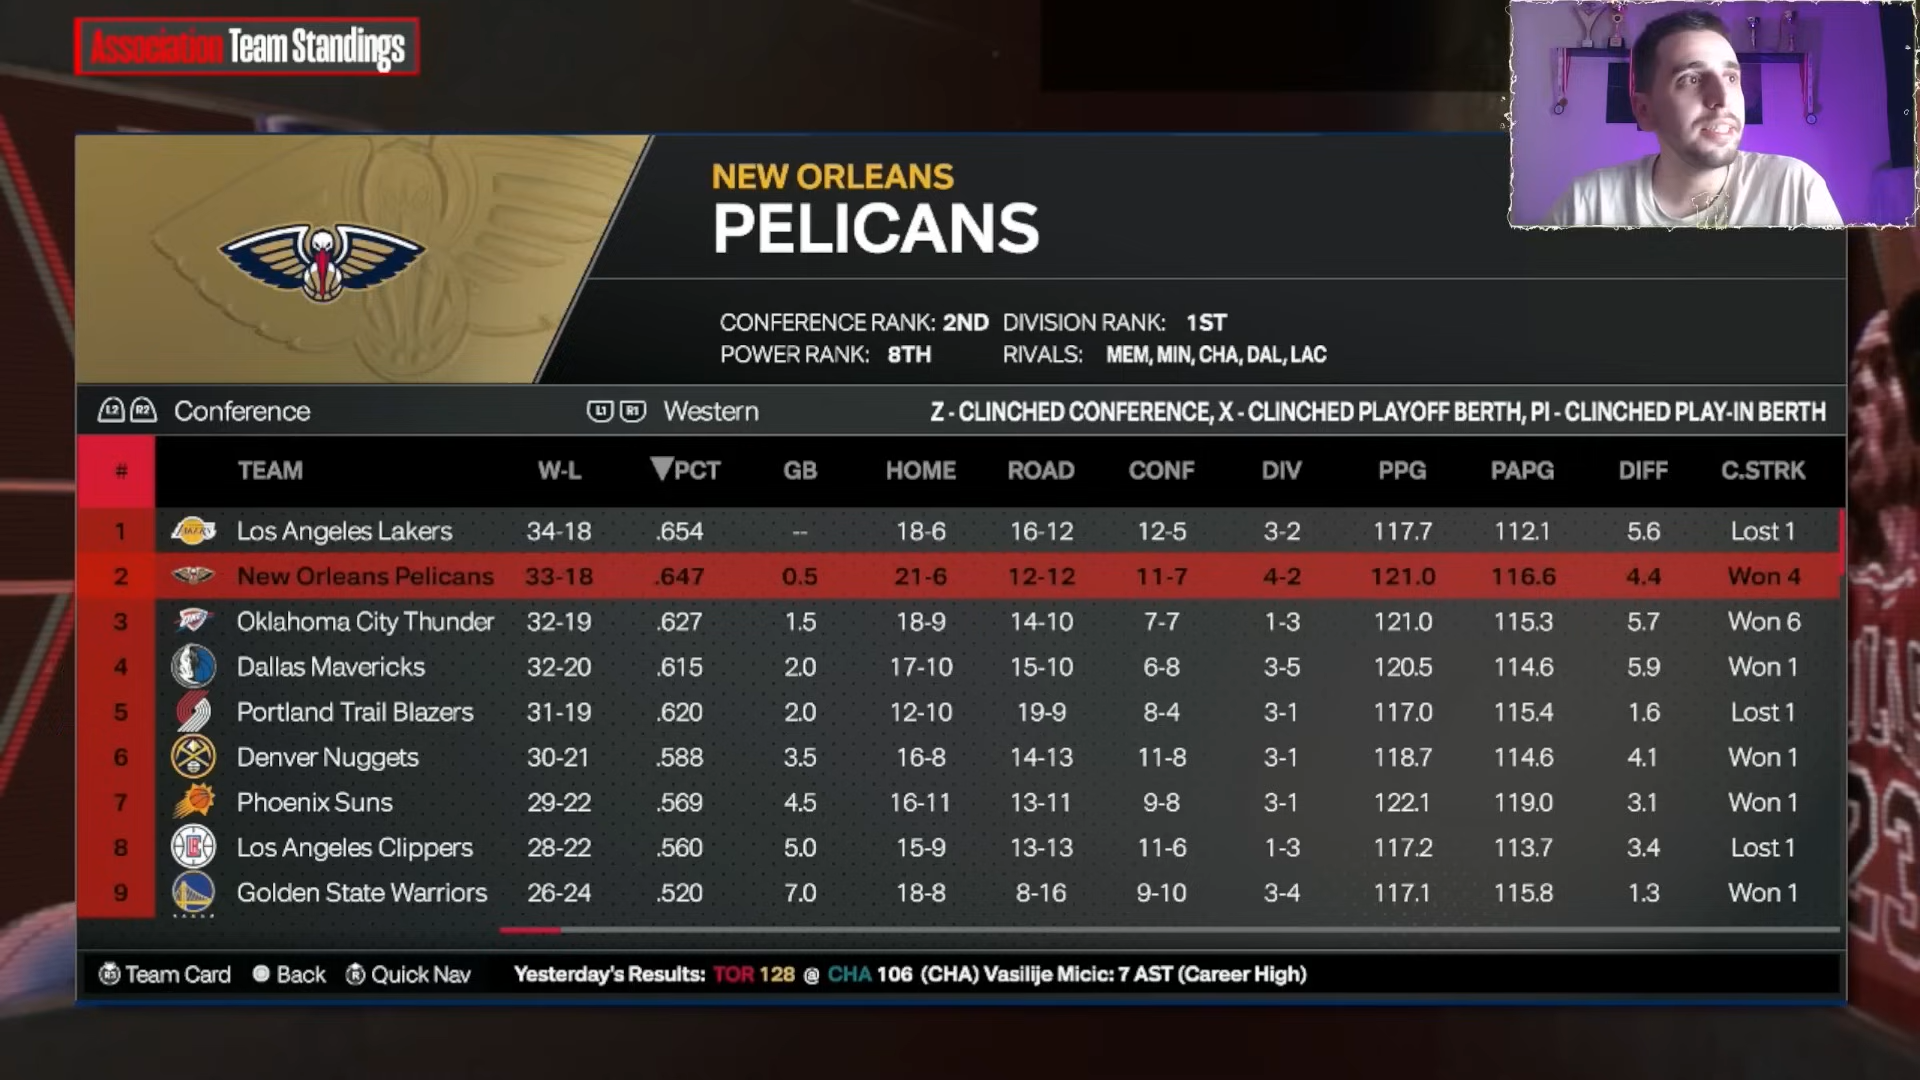 Association Team Standings
NEW ORLEANS
PELICANS
CONFERENCE RANK: 2ND DIVISION RANK: 1ST
POWER RANK: 8TH RIVALS: MEM, MIN, CHA, DAL, LAC
L2 R2 Conference L1 R1 Western Z - CLINCHED CONFERENCE, X - CLINCHED PLAYOFF BERTH, PI - CLINCHED PLAY-IN BERTH
# TEAM W-L ▼PCT GB HOME ROAD CONF DIV PPG PAPG DIFF C.STRK
1 Los Angeles Lakers 34-18 .654 -- 18-6 16-12 12-5 3-2 117.7 112.1 5.6 Lost 1
2 New Orleans Pelicans 33-18 .647 0.5 21-6 12-12 11-7 4-2 121.0 116.6 4.4 Won 4
3 Oklahoma City Thunder 32-19 .627 1.5 18-9 14-10 7-7 1-3 121.0 115.3 5.7 Won 6
4 Dallas Mavericks 32-20 .615 2.0 17-10 15-10 6-8 3-5 120.5 114.6 5.9 Won 1
5 Portland Trail Blazers 31-19 .620 2.0 12-10 19-9 8-4 3-1 117.0 115.4 1.6 Lost 1
6 Denver Nuggets 30-21 .588 3.5 16-8 14-13 11-8 3-1 118.7 114.6 4.1 Won 1
7 Phoenix Suns 29-22 .569 4.5 16-11 13-11 9-8 3-1 122.1 119.0 3.1 Won 1
8 Los Angeles Clippers 28-22 .560 5.0 15-9 13-13 11-6 1-3 117.2 113.7 3.4 Lost 1
9 Golden State Warriors 26-24 .520 7.0 18-8 8-16 9-10 3-4 117.1 115.8 1.3 Won 1
R3 Team Card Back R Quick Nav Yesterday's Results: TOR 128 @ CHA 106 (CHA) Vasilije Micic: 7 AST (Career High)
23